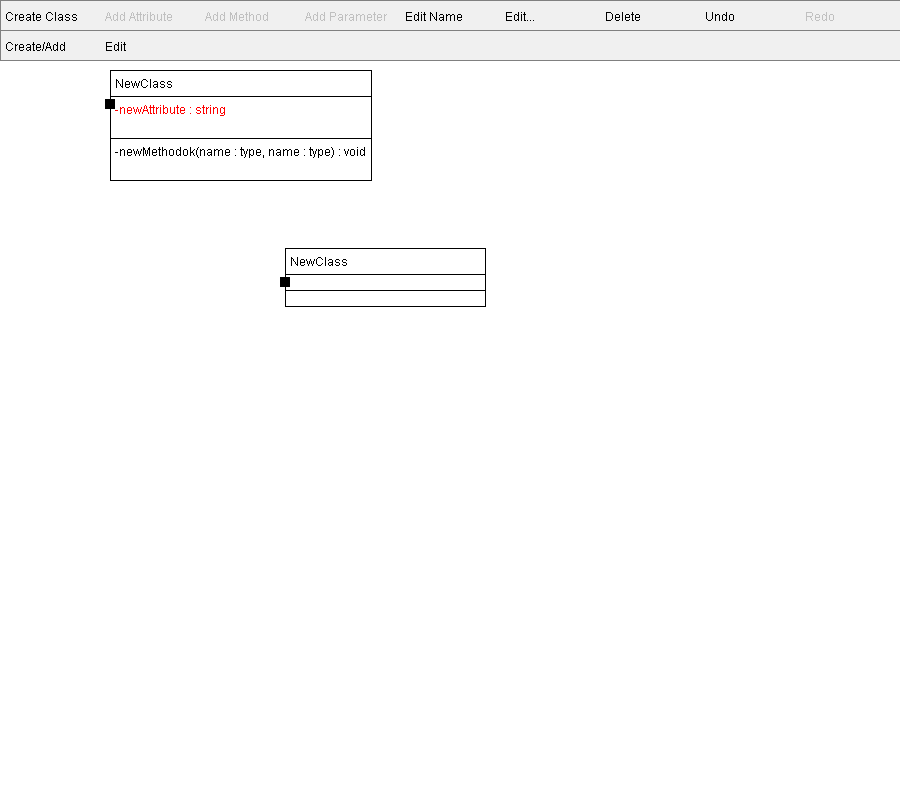 Create Class Add Attribute Add Method Add Parameter Edit Name Edit... Delete Undo Redo
Create/Add Edit
NewClass
-newAttribute : string
-newMethodok(name : type, name : type) : void
NewClass